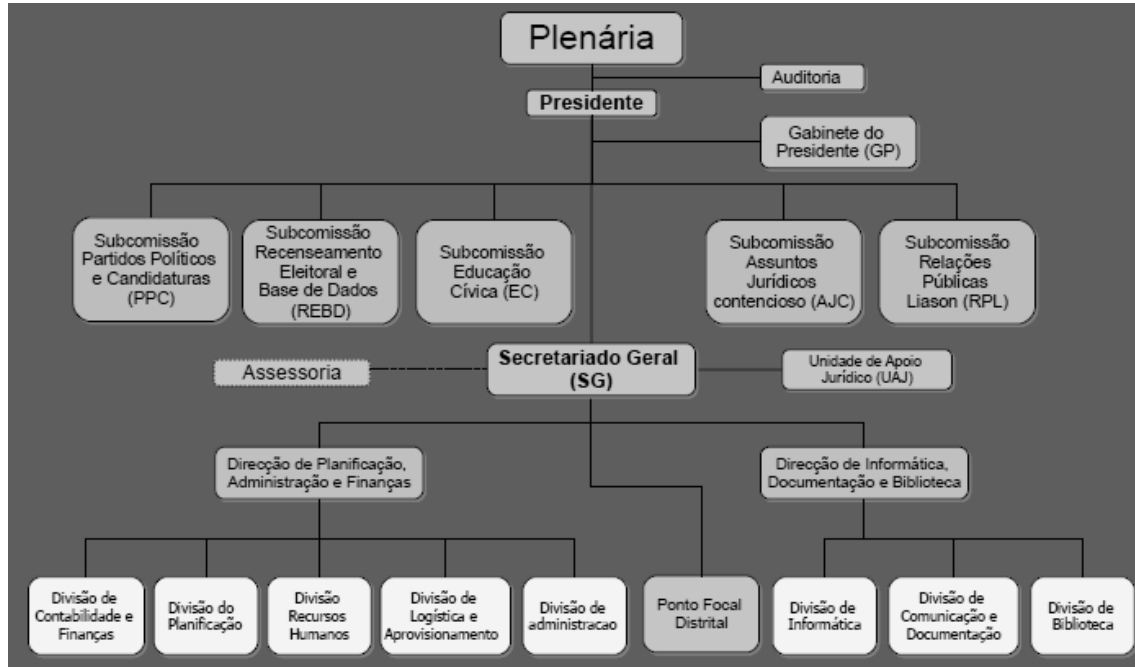 Plenária
Auditoria
Presidente
Gabinete do
Presidente (GP)
Subcomissão
Partidos Políticos
e Candidaturas
(PPC)
Subcomissão
Recenseamento
Eleitoral e
Base de Dados
(REBD)
Subcomissão
Educação
Cívica (EC)
Subcomissão
Assuntos
Jurídicos
contencioso (AJC)
Subcomissão
Relações
Públicas
Liason (RPL)
Assessoria
Secretariado Geral
(SG)
Unidade de Apoio
Jurídico (UAJ)
Direcção de Planificação,
Administração e Finanças
Direcção de Informática,
Documentação e Biblioteca
Divisão de
Contabilidade e
Finanças
Divisão do
Planificação
Divisão
Recursos
Humanos
Divisão de
Logística e
Aprovisionamento
Divisão de
administracao
Ponto Focal
Distrital
Divisão de
Informática
Divisão de
Comunicação e
Documentação
Divisão de
Biblioteca